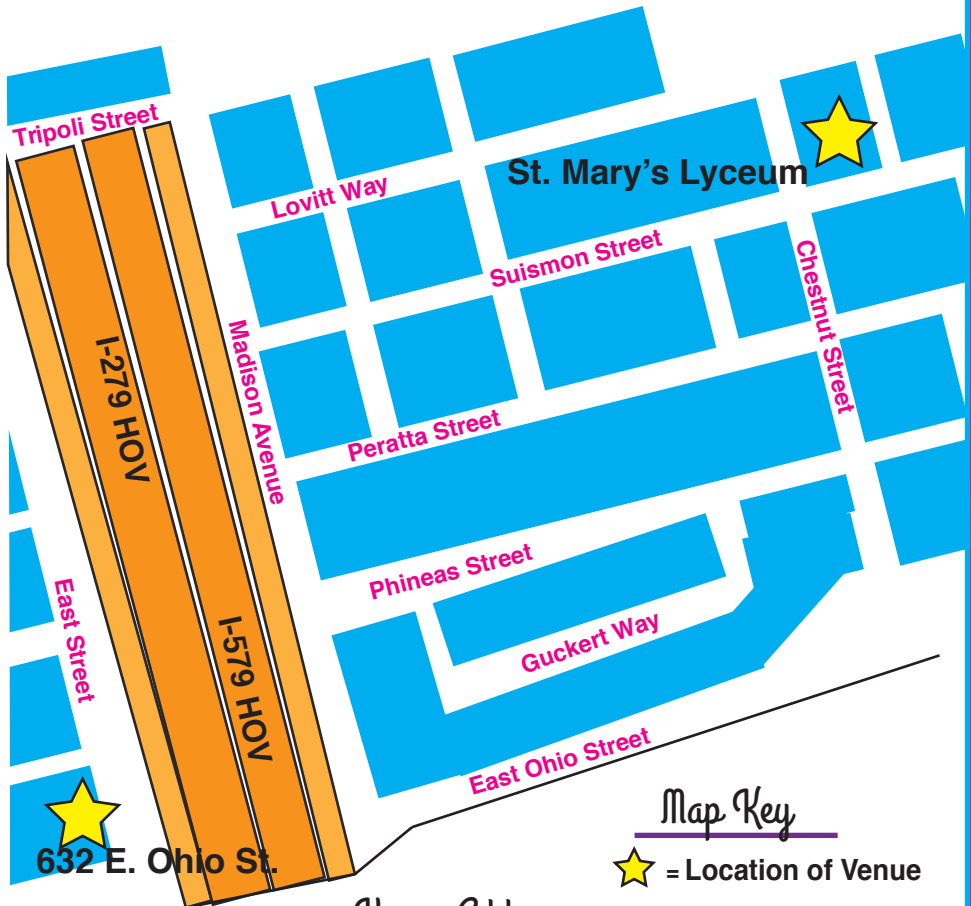 Tripoli Street
Lovitt Way
St. Mary's Lyceum
Suismon Street
Chestnut Street
Madison Avenue
I-279 HOV
Peratta Street
Phineas Street
East Street
I-579 HOV
Guckert Way
East Ohio Street
Map Key
632 E. Ohio St.
= Location of Venue